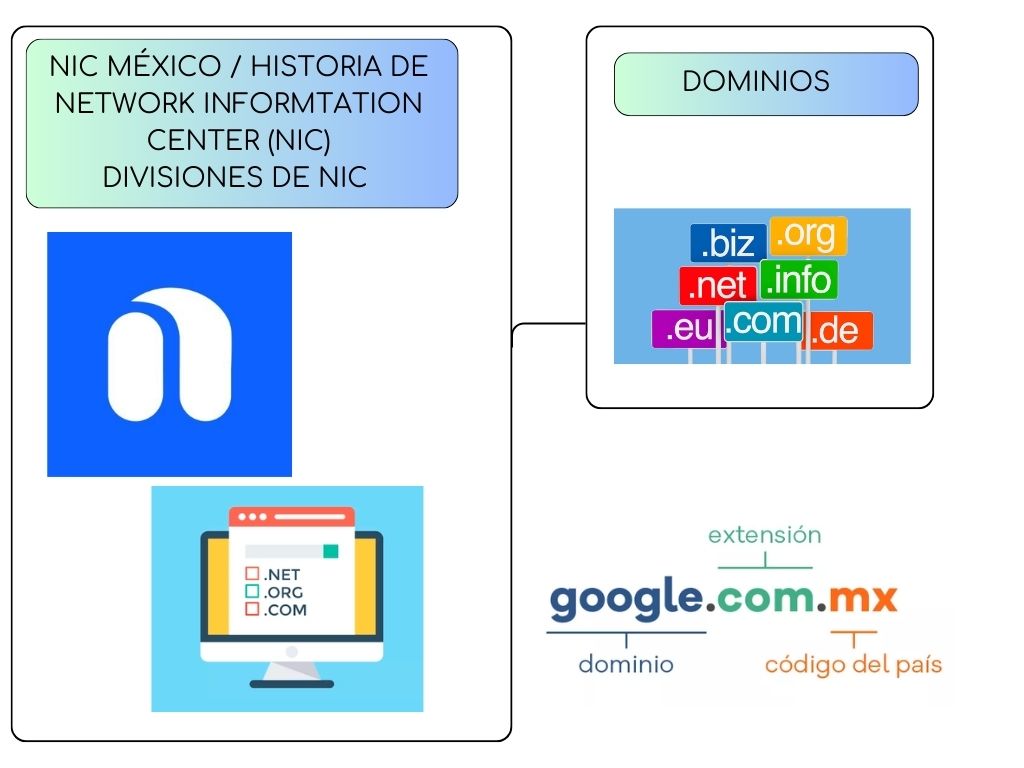 NIC MÉXICO / HISTORIA DE
NETWORK INFORMTATION
CENTER (NIC)
DIVISIONES DE NIC
.NET
.ORG
.COM
DOMINIOS
.biz
.org
.net
.info
.eu
.com
.de
extensión
google.com.mx
dominio
código del país